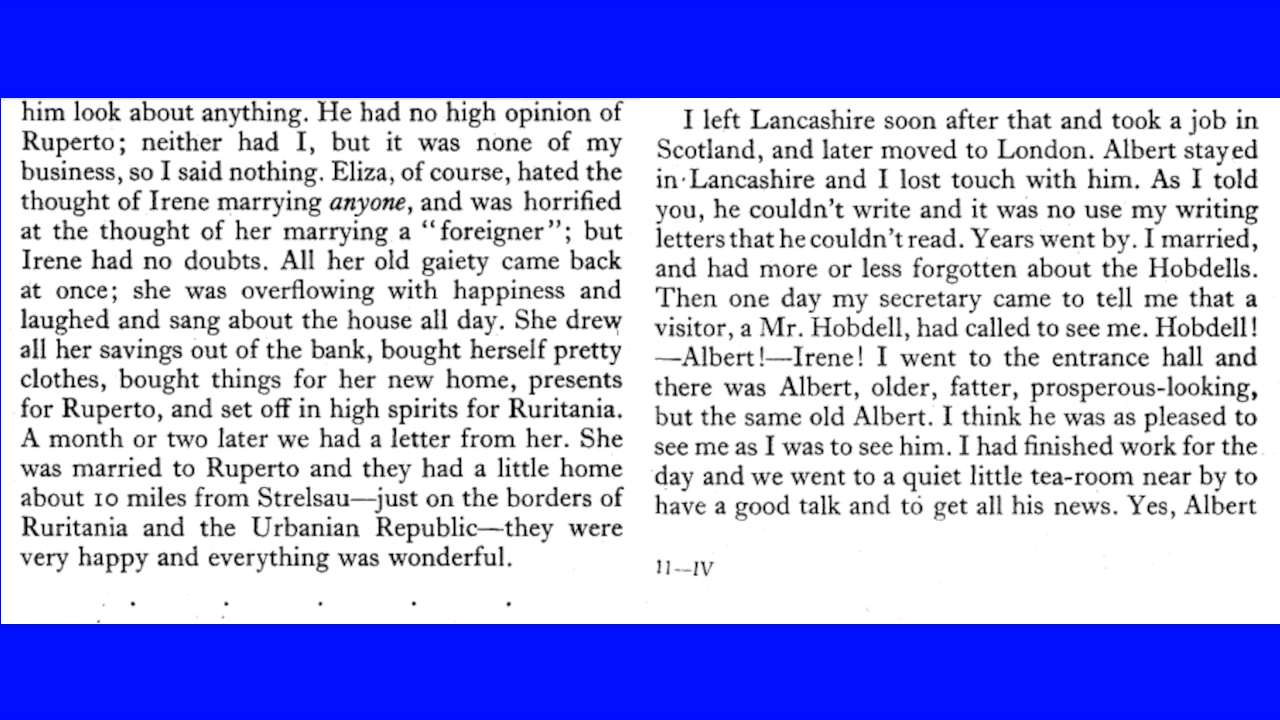 him look about anything. He had no high opinion of
Ruperto; neither had I, but it was none of my
business, so I said nothing. Eliza, of course, hated the
thought of Irene marrying anyone, and was horrified
at the thought of her marrying a “foreigner”; but
Irene had no doubts. All her old gaiety came back
at once; she was overflowing with happiness and
laughed and sang about the house all day. She drew
all her savings out of the bank, bought herself pretty
clothes, bought things for her new home, presents
for Ruperto, and set off in high spirits for Ruritania.
A month or two later we had a letter from her. She
was married to Ruperto and they had a little home
about 10 miles from Strelsau—just on the borders of
Ruritania and the Urbanian Republic—they were
very happy and everything was wonderful.
. . . . .
I left Lancashire soon after that and took a job in
Scotland, and later moved to London. Albert stayed
in Lancashire and I lost touch with him. As I told
you, he couldn’t write and it was no use my writing
letters that he couldn’t read. Years went by. I married,
and had more or less forgotten about the Hobdells.
Then one day my secretary came to tell me that a
visitor, a Mr. Hobdell, had called to see me. Hobdell!
—Albert!—Irene! I went to the entrance hall and
there was Albert, older, fatter, prosperous-looking,
but the same old Albert. I think he was as pleased to
see me as I was to see him. I had finished work for the
day and we went to a quiet little tea-room near by to
have a good talk and to get all his news. Yes, Albert
11—IV